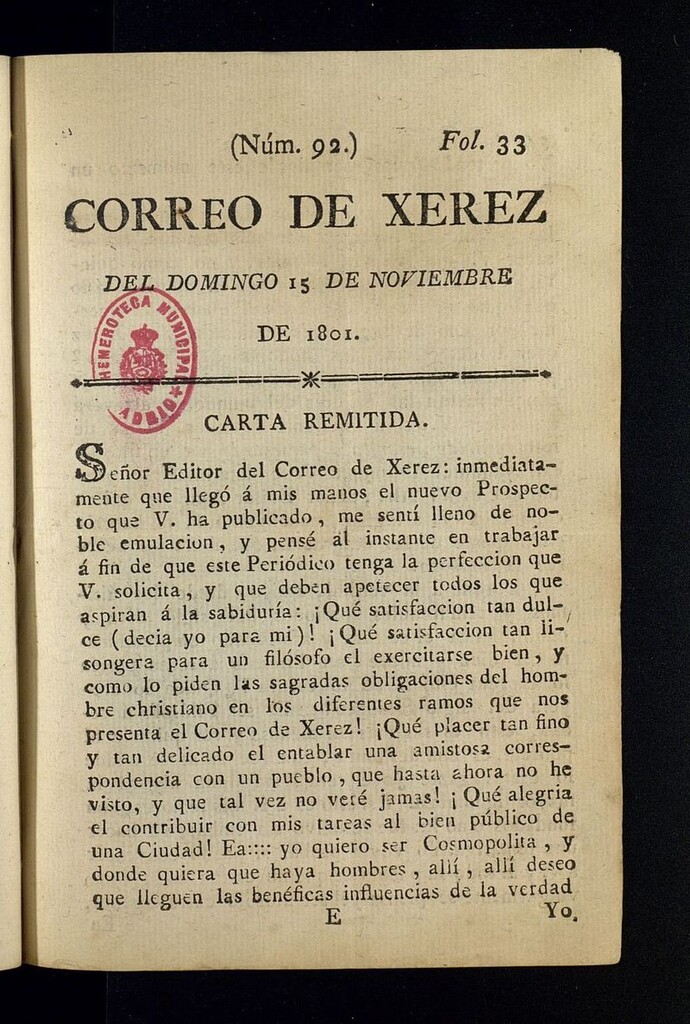 (Núm. 92.) Fol. 33
CORREO DE XEREZ
DEL DOMINGO 15 DE NOVIEMBRE
DE 1801.
HEMEROTECA MUNICIPAL
MADRID
CARTA REMITIDA.
Señor Editor del Correo de Xerez: inmediata-
mente que llegó á mis manos el nuevo Prospec-
to que V. ha publicado, me sentí lleno de no-
ble emulacion, y pensé al instante en trabajar
á fin de que este Periódico tenga la perfeccion que
V. solicita, y que deben apetecer todos los que
aspiran á la sabiduría: ¡Qué satisfaccion tan dul-
ce (decia yo para mi)! ¡Qué satisfaccion tan li-
songera para un filósofo el exercitarse bien, y
como lo piden las sagradas obligaciones del hom-
bre christiano en los diferentes ramos que nos
presenta el Correo de Xerez! ¡Qué placer tan fino
y tan delicado el entablar una amistosa corres-
pondencia con un pueblo, que hasta ahora no he
visto, y que tal vez no veré jamas! ¡Qué alegria
el contribuir con mis tareas al bien público de
una Ciudad! Ea:::: yo quiero ser Cosmopolita, y
donde quiera que haya hombres, allí, allí deseo
que lleguen las benéficas influencias de la verdad
E Yo.